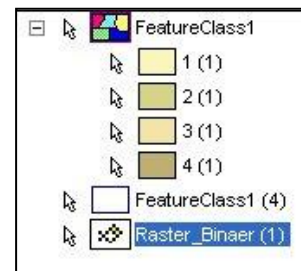 FeatureClass1
1 (1)
2 (1)
3 (1)
4 (1)
FeatureClass1 (4)
Raster_Binaer (1)